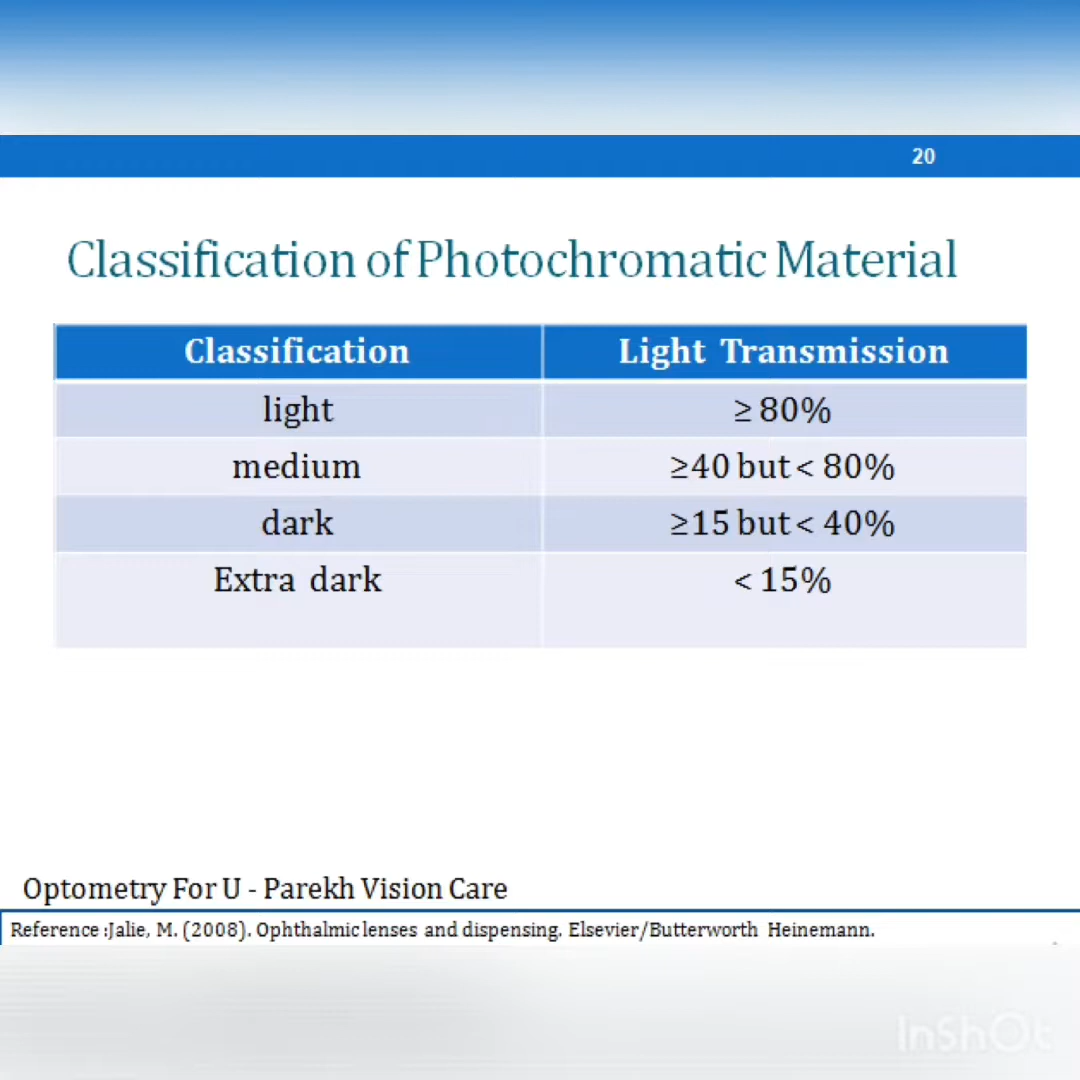 20
Classification of Photochromatic Material
Classification Light Transmission
light ≥ 80%
medium ≥40 but < 80%
dark ≥15 but < 40%
Extra dark < 15%
Optometry For U - Parekh Vision Care
Reference :Jalie, M. (2008). Ophthalmic lenses and dispensing. Elsevier/Butterworth Heinemann.
InShOt